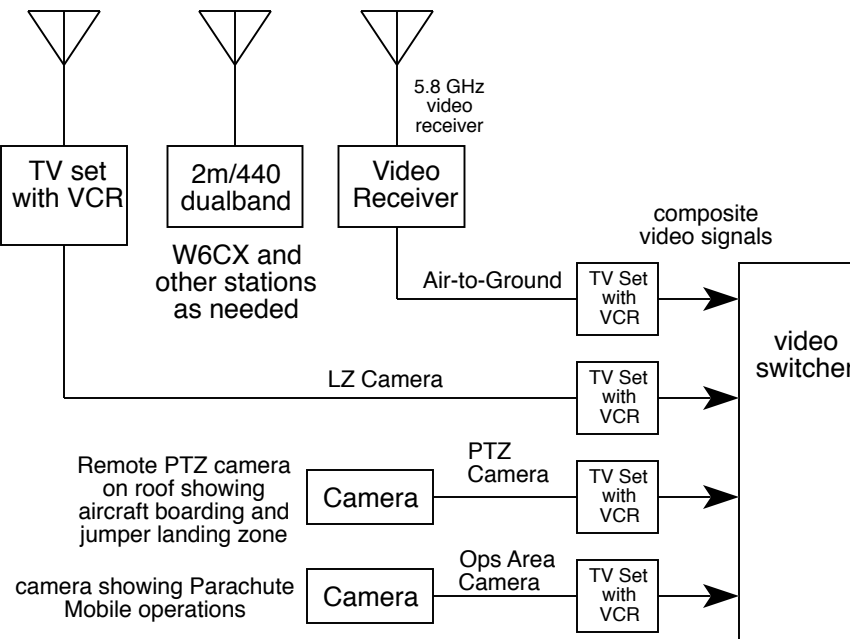 5.8 GHz
video
receiver
TV set
with VCR
2m/440
dualband
Video
Receiver
W6CX and
other stations
as needed
composite
video signals
Air-to-Ground
TV Set
with
VCR
video
switcher
LZ Camera
TV Set
with
VCR
Remote PTZ camera
on roof showing
aircraft boarding and
jumper landing zone
Camera
PTZ
Camera
TV Set
with
VCR
camera showing Parachute
Mobile operations
Camera
Ops Area
Camera
TV Set
with
VCR